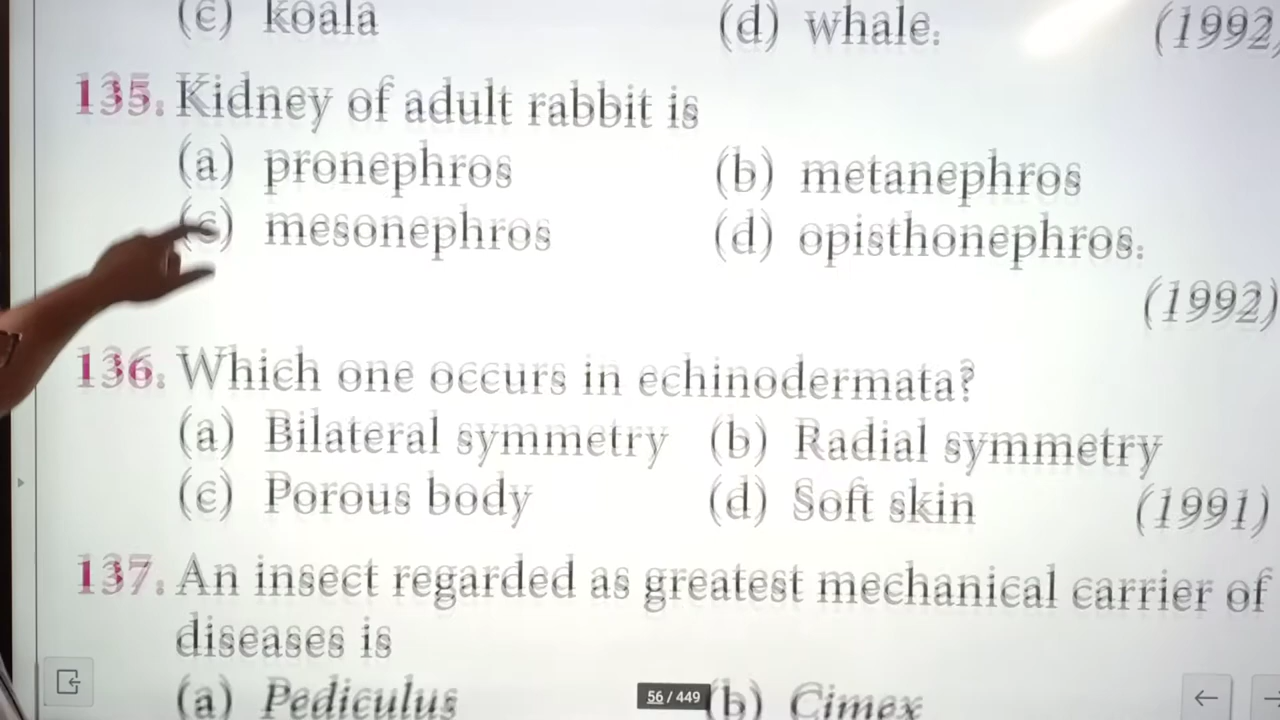 (c) koala (d) whale. (1992)
135. Kidney of adult rabbit is
(a) pronephros (b) metanephros
(c) mesonephros (d) opisthonephros.
(1992)
136. Which one occurs in echinodermata?
(a) Bilateral symmetry (b) Radial symmetry
(c) Porous body (d) Soft skin (1991)
137. An insect regarded as greatest mechanical carrier of
diseases is
(a) Pediculus (b) Cimex
56 / 449